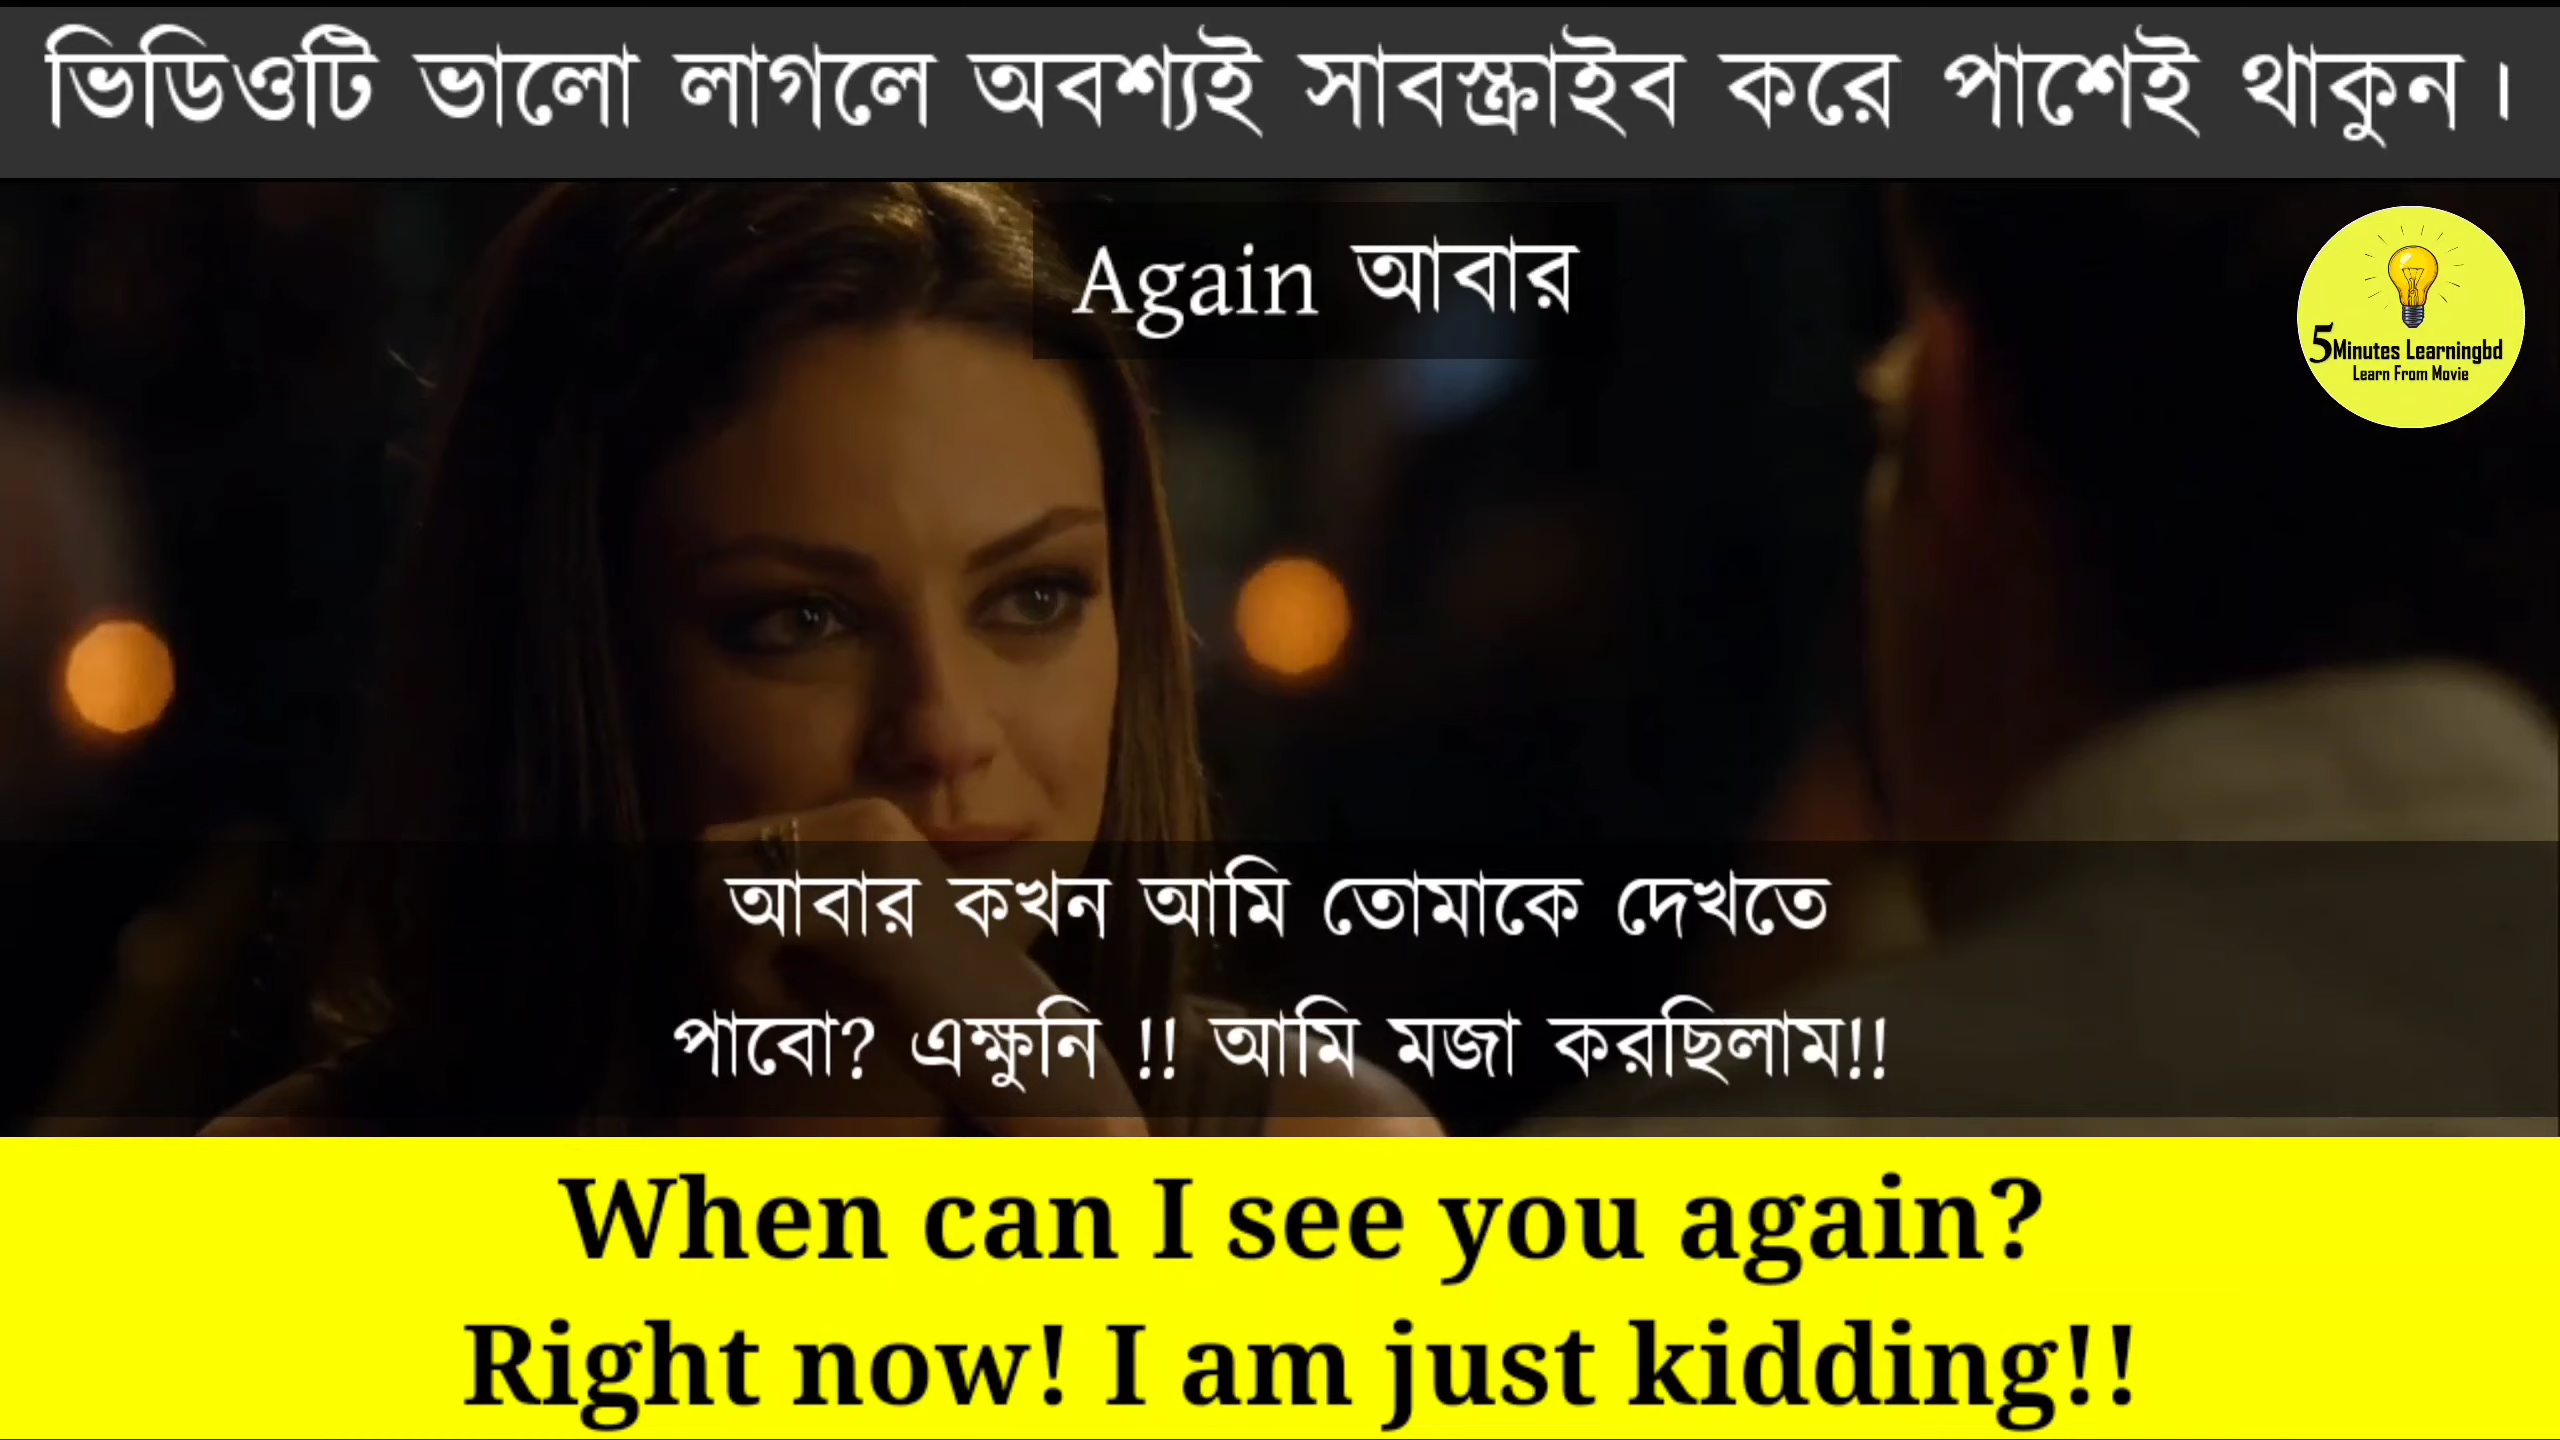 ভিডিওটি ভালো লাগলে অবশ্যই সাবস্ক্রাইব করে পাশেই থাকুন।
Again আবার
5Minutes Learningbd
Learn From Movie
আবার কখন আমি তোমাকে দেখতে
পাবো? এক্ষুনি !! আমি মজা করছিলাম!!
When can I see you again?
Right now! I am just kidding!!